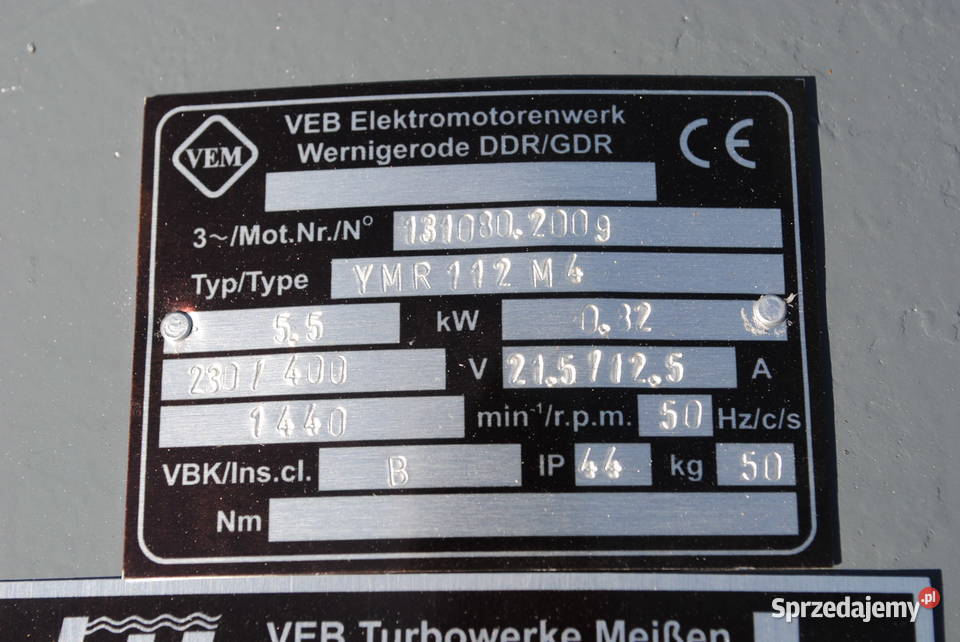 VEM
VEB Elektromotorenwerk
Wernigerode DDR/GDR
CE
3~/Mot.Nr./N° 131080.2009
Typ/Type YMR 112 M4
5,5 kW 0,82
230/400 V 21.5/12.5 A
1440 min-1/r.p.m. 50 Hz/c/s
VBK/Ins.cl. B IP 44 kg 50
Nm
VEB Turbowerke Meißen
Sprzedajemy.pl